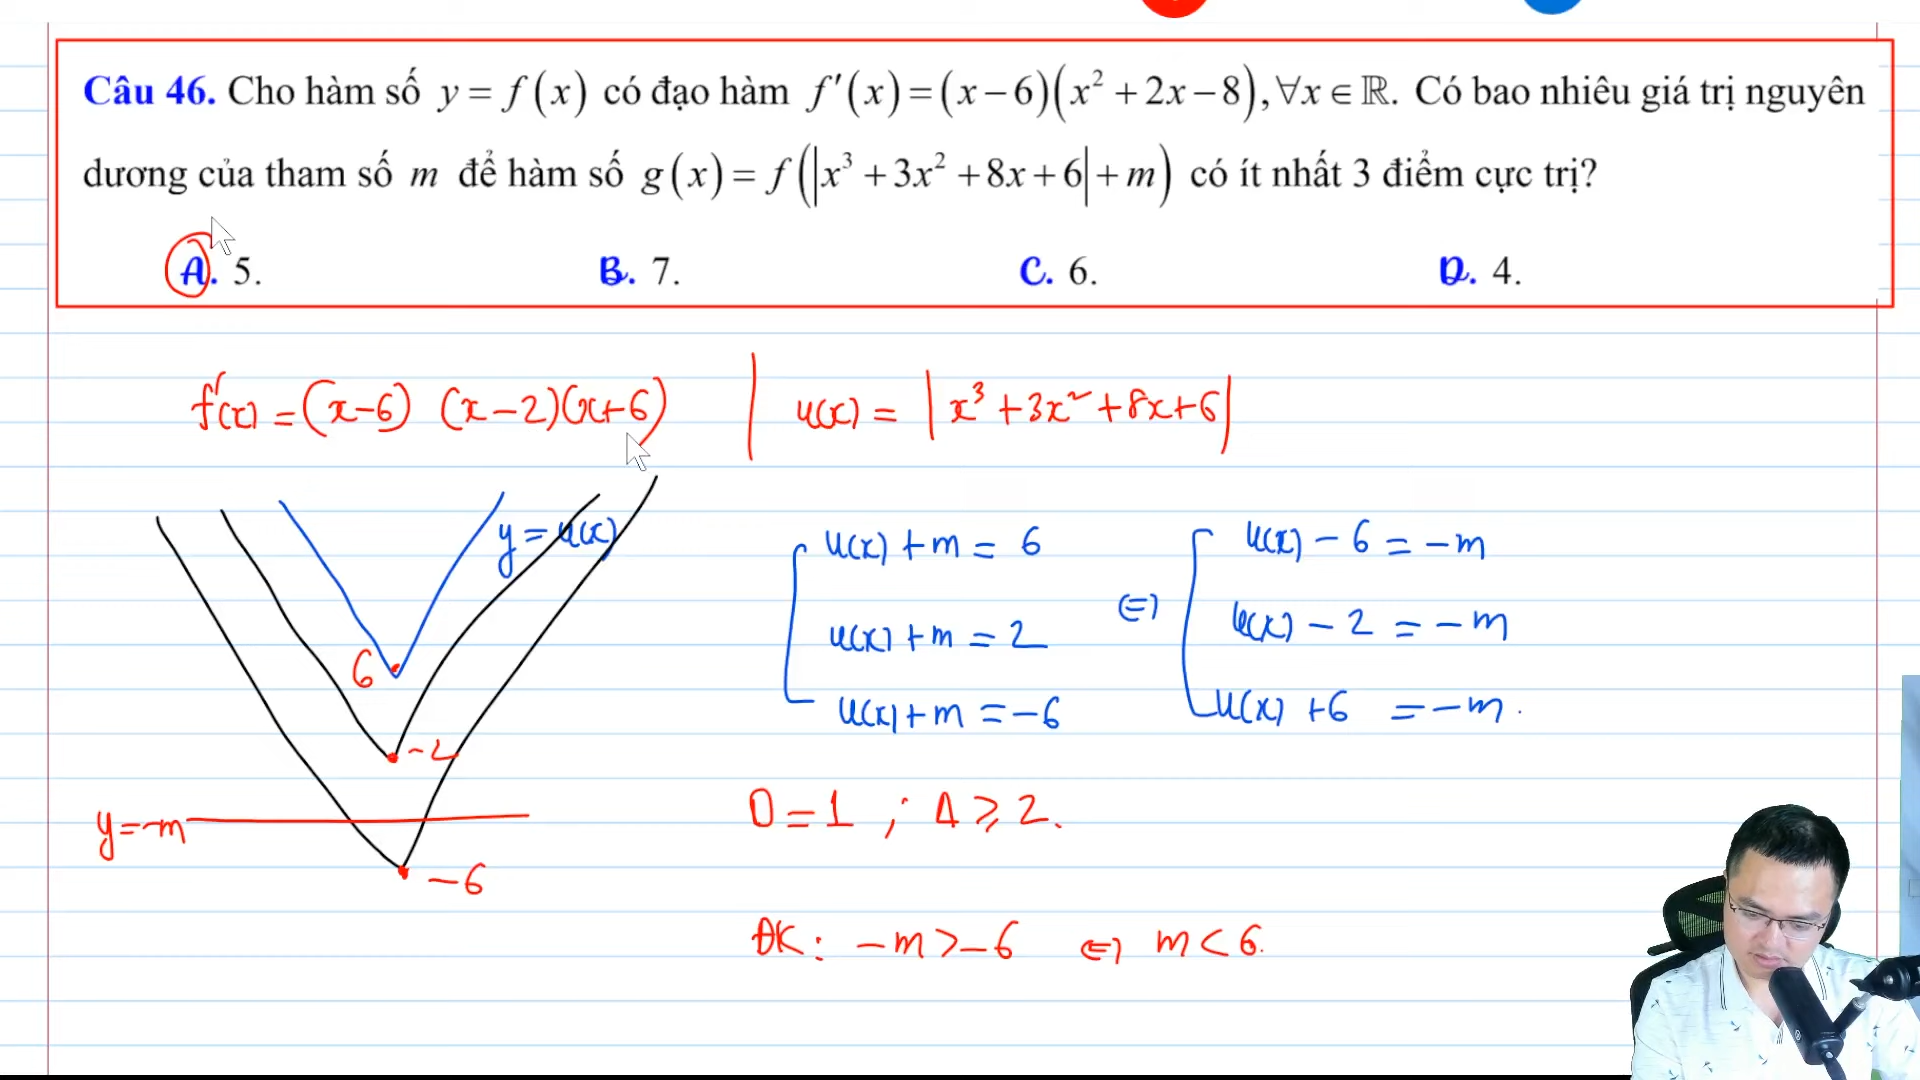 Câu 46. Cho hàm số y = f(x) có đạo hàm f'(x) = (x − 6)(x² + 2x − 8), ∀x ∈ ℝ. Có bao nhiêu giá trị nguyên
dương của tham số m để hàm số g(x) = f(|x³ + 3x² + 8x + 6| + m) có ít nhất 3 điểm cực trị?
A. 5. B. 7. C. 6. D. 4.
f'(x) = (x−6) (x−2)(x+6) | u(x) = |x³ + 3x² + 8x + 6|
y = u(x)
u(x) + m = 6 ⇔ u(x) − 6 = −m
u(x) + m = 2 u(x) − 2 = −m
6
u(x) + m = −6 u(x) + 6 = −m.
−2
y = −m
D = 1 ; A ≥ 2.
−6
ĐK: −m > −6 ⇔ m < 6.